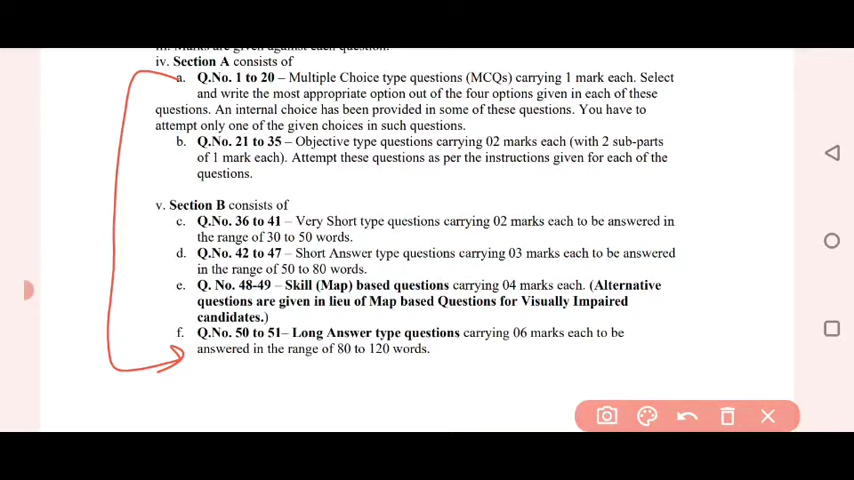 iii. Marks are given against each question.
iv. Section A consists of
a. Q.No. 1 to 20 – Multiple Choice type questions (MCQs) carrying 1 mark each. Select
and write the most appropriate option out of the four options given in each of these
questions. An internal choice has been provided in some of these questions. You have to
attempt only one of the given choices in such questions.
b. Q.No. 21 to 35 – Objective type questions carrying 02 marks each (with 2 sub-parts
of 1 mark each). Attempt these questions as per the instructions given for each of the
questions.
v. Section B consists of
c. Q.No. 36 to 41 – Very Short type questions carrying 02 marks each to be answered in
the range of 30 to 50 words.
d. Q.No. 42 to 47 – Short Answer type questions carrying 03 marks each to be answered
in the range of 50 to 80 words.
e. Q. No. 48-49 – Skill (Map) based questions carrying 04 marks each. (Alternative
questions are given in lieu of Map based Questions for Visually Impaired
candidates.)
f. Q.No. 50 to 51– Long Answer type questions carrying 06 marks each to be
answered in the range of 80 to 120 words.